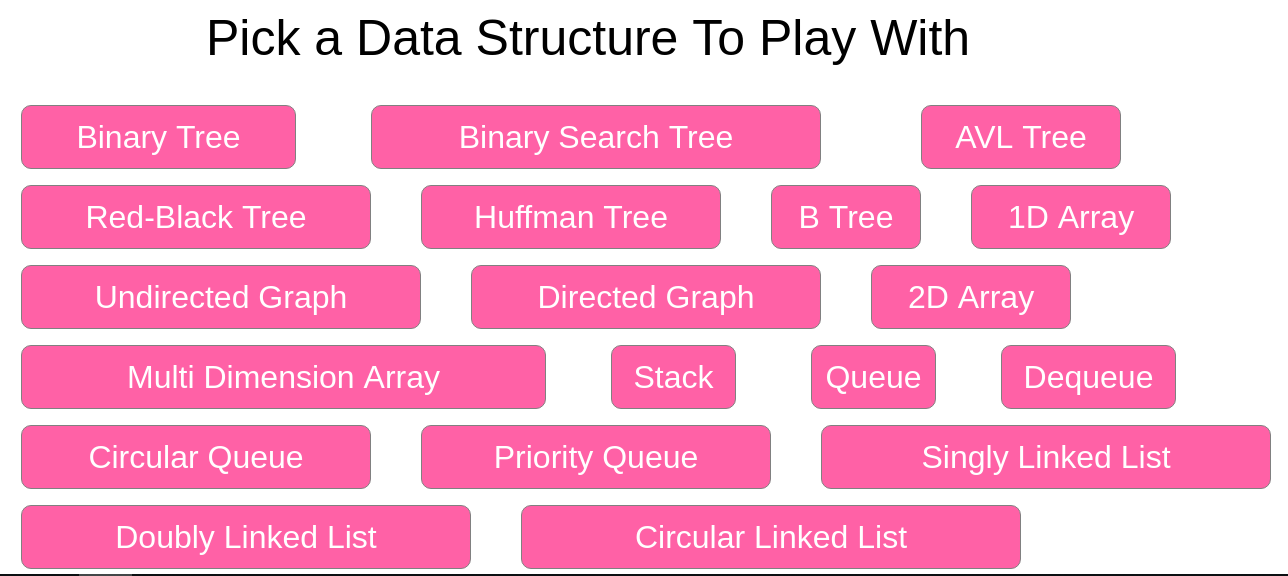 Pick a Data Structure To Play With
Binary Tree Binary Search Tree AVL Tree
Red-Black Tree Huffman Tree B Tree 1D Array
Undirected Graph Directed Graph 2D Array
Multi Dimension Array Stack Queue Dequeue
Circular Queue Priority Queue Singly Linked List
Doubly Linked List Circular Linked List